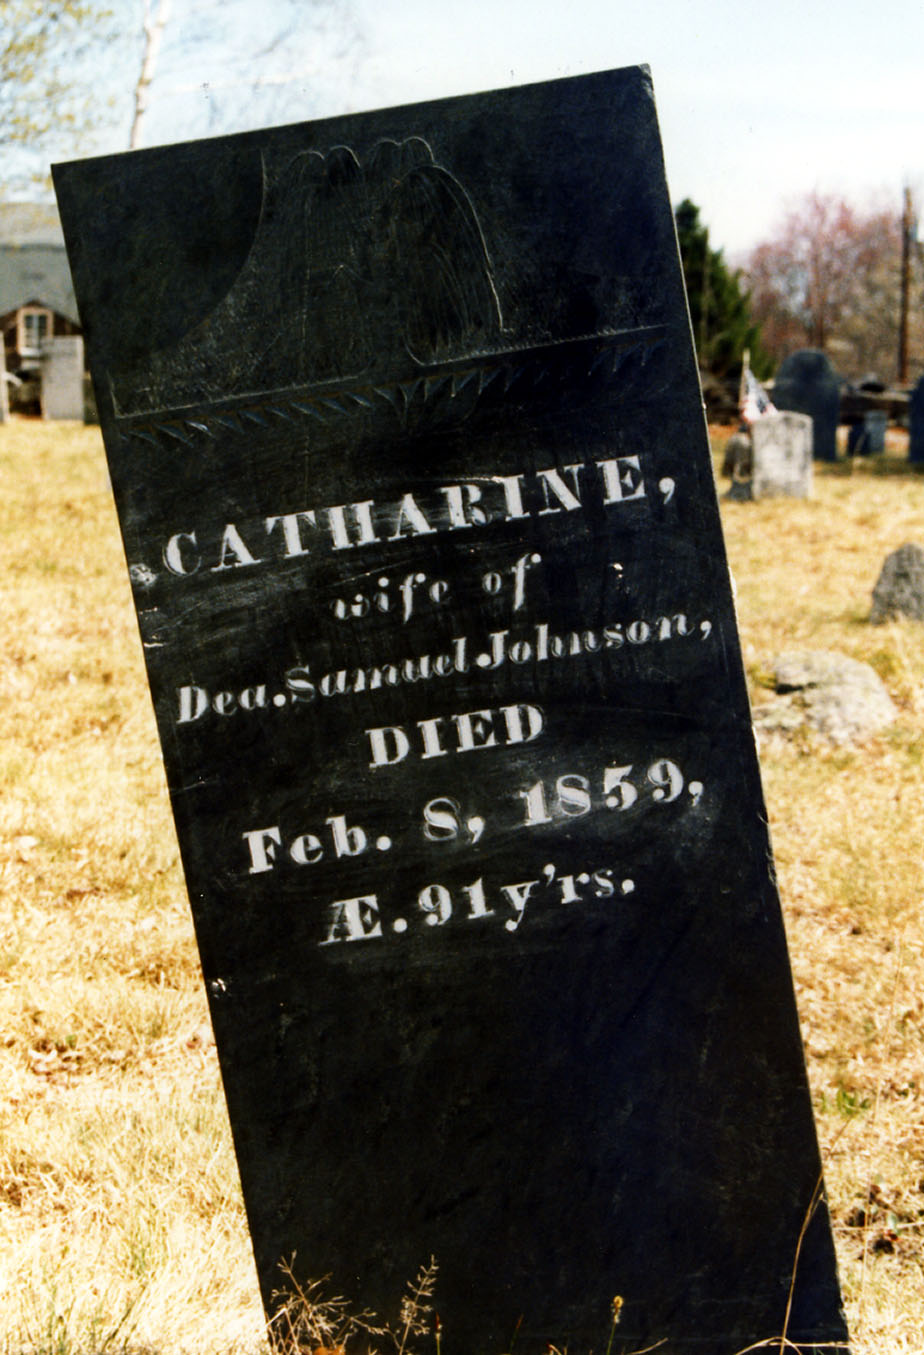 CATHARINE,
wife of
Dea. Samuel Johnson,
DIED
Feb. 8, 1859,
Æ. 91 y'rs.